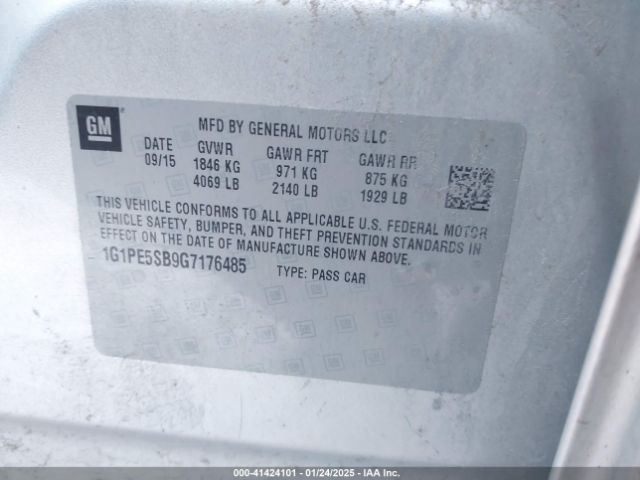 GM
MFD BY GENERAL MOTORS LLC
DATE GVWR GAWR FRT GAWR RR
09/15 1846 KG 971 KG 875 KG
4069 LB 2140 LB 1929 LB
THIS VEHICLE CONFORMS TO ALL APPLICABLE U.S. FEDERAL MOTOR
VEHICLE SAFETY, BUMPER, AND THEFT PREVENTION STANDARDS IN
EFFECT ON THE DATE OF MANUFACTURE SHOWN ABOVE.
1G1PE5SB9G7176485 TYPE: PASS CAR
000-41424101 - 01/24/2025 - IAA Inc.